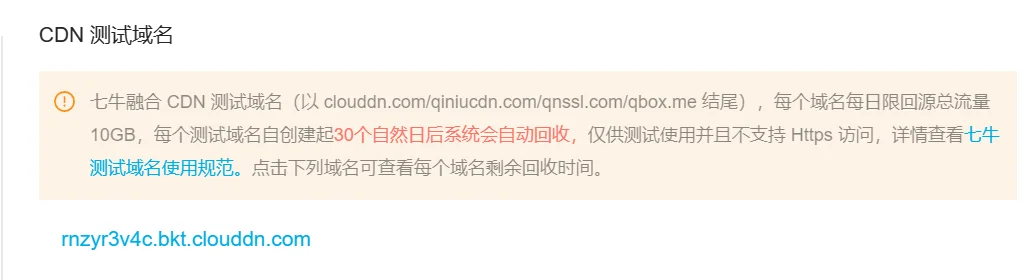 CDN 测试域名
七牛融合 CDN 测试域名（以 clouddn.com/qiniucdn.com/qnssl.com/qbox.me 结尾），每个域名每日限回源总流量
10GB，每个测试域名自创建起30个自然日后系统会自动回收，仅供测试使用并且不支持 Https 访问，详情查看七牛
测试域名使用规范。点击下列域名可查看每个域名剩余回收时间。
rnzyr3v4c.bkt.clouddn.com